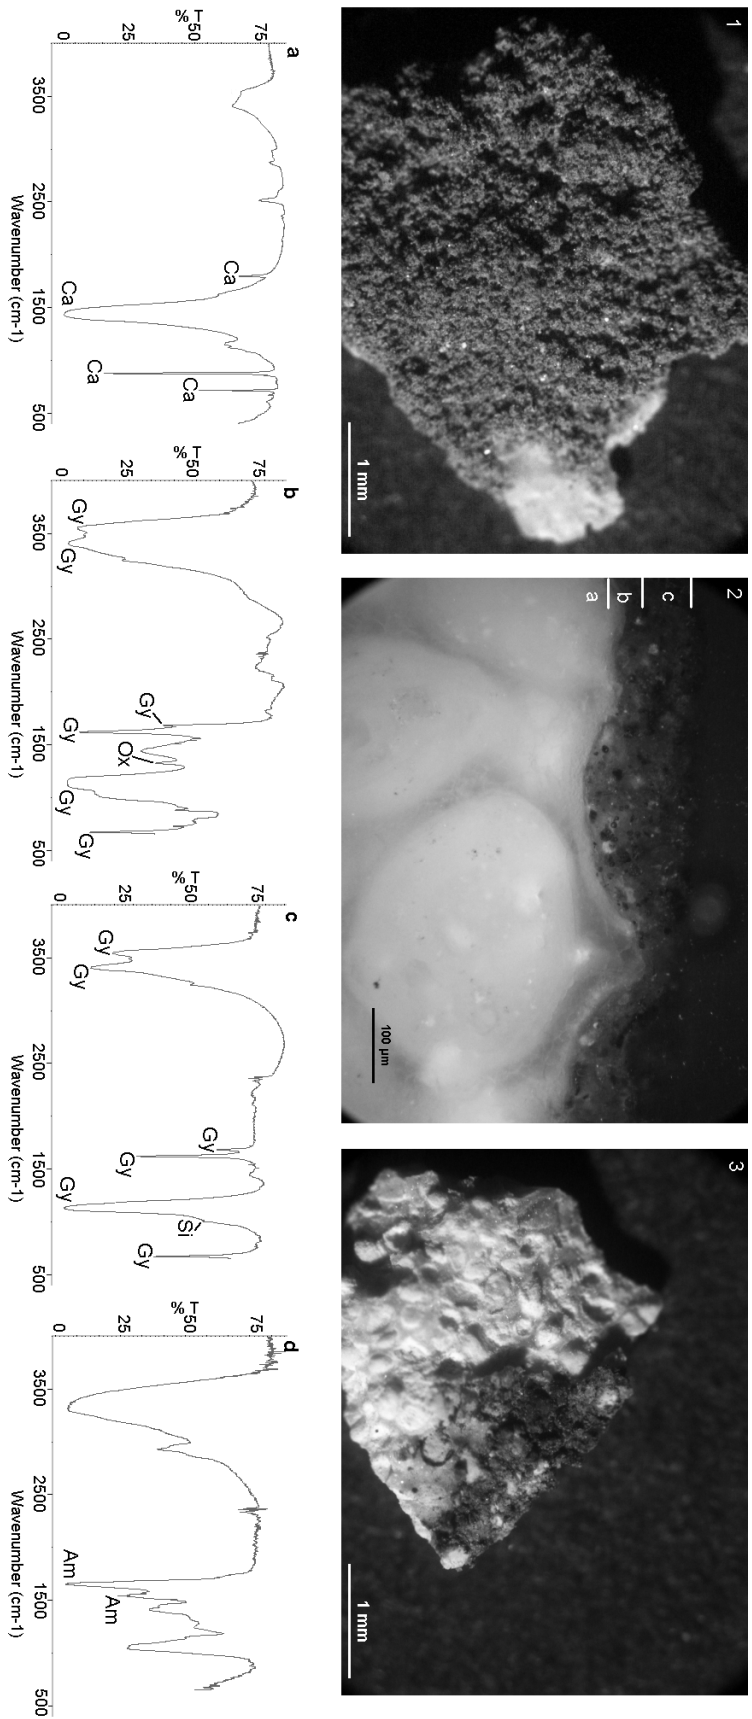 1
1 mm
2
a
b
c
100 µm
3
1 mm
a
% T
0
25
50
75
3500
2500
1500
500
Ca
Ca
Ca
Ca
Wavenumber (cm-1)
b
% T
0
25
50
75
3500
2500
1500
500
Gy
Gy
Gy
Gy
Ox
Gy
Gy
Wavenumber (cm-1)
c
% T
0
25
50
75
3500
2500
1500
500
Gy
Gy
Gy
Gy
Gy
Si
Gy
Wavenumber (cm-1)
d
% T
0
25
50
75
3500
2500
1500
500
Am
Am
Wavenumber (cm-1)